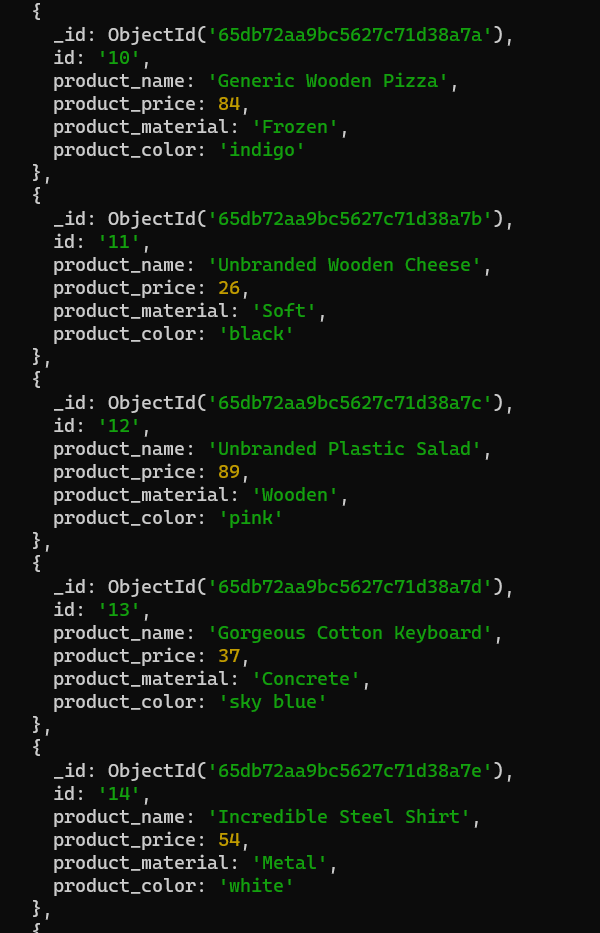 {
_id: ObjectId('65db72aa9bc5627c71d38a7a'),
id: '10',
product_name: 'Generic Wooden Pizza',
product_price: 84,
product_material: 'Frozen',
product_color: 'indigo'
},
{
_id: ObjectId('65db72aa9bc5627c71d38a7b'),
id: '11',
product_name: 'Unbranded Wooden Cheese',
product_price: 26,
product_material: 'Soft',
product_color: 'black'
},
{
_id: ObjectId('65db72aa9bc5627c71d38a7c'),
id: '12',
product_name: 'Unbranded Plastic Salad',
product_price: 89,
product_material: 'Wooden',
product_color: 'pink'
},
{
_id: ObjectId('65db72aa9bc5627c71d38a7d'),
id: '13',
product_name: 'Gorgeous Cotton Keyboard',
product_price: 37,
product_material: 'Concrete',
product_color: 'sky blue'
},
{
_id: ObjectId('65db72aa9bc5627c71d38a7e'),
id: '14',
product_name: 'Incredible Steel Shirt',
product_price: 54,
product_material: 'Metal',
product_color: 'white'
},
{